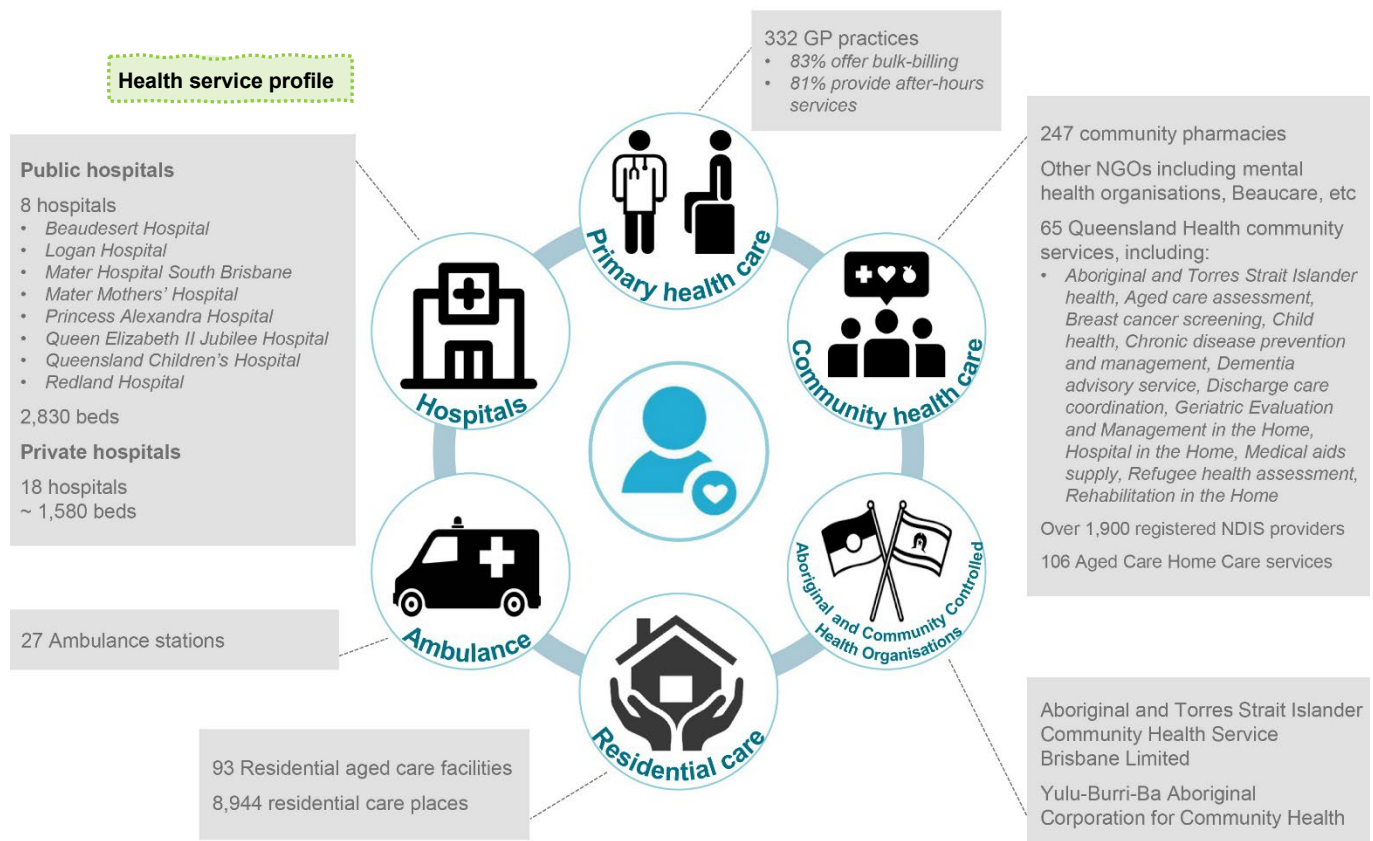 Health service profile
332 GP practices
• 83% offer bulk-billing
• 81% provide after-hours
services
Public hospitals
8 hospitals
• Beaudesert Hospital
• Logan Hospital
• Mater Hospital South Brisbane
• Mater Mothers' Hospital
• Princess Alexandra Hospital
• Queen Elizabeth II Jubilee Hospital
• Queensland Children's Hospital
• Redland Hospital
2,830 beds
Private hospitals
18 hospitals
~ 1,580 beds
Primary health care
Hospitals
Community health care
247 community pharmacies
Other NGOs including mental
health organisations, Beaucare, etc
65 Queensland Health community
services, including:
• Aboriginal and Torres Strait Islander
health, Aged care assessment,
Breast cancer screening, Child
health, Chronic disease prevention
and management, Dementia
advisory service, Discharge care
coordination, Geriatric Evaluation
and Management in the Home,
Hospital in the Home, Medical aids
supply, Refugee health assessment,
Rehabilitation in the Home
Over 1,900 registered NDIS providers
106 Aged Care Home Care services
27 Ambulance stations
Ambulance
Aboriginal and Community Controlled
Health Organisations
Residential care
93 Residential aged care facilities
8,944 residential care places
Aboriginal and Torres Strait Islander
Community Health Service
Brisbane Limited
Yulu-Burri-Ba Aboriginal
Corporation for Community Health